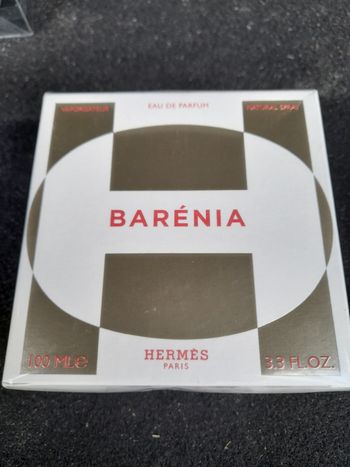 VAPORISATEUR EAU DE PARFUM NATURAL SPRAY
BARÉNIA
HERMÈS
PARIS
100 ML℮ 3.3 FL.OZ.